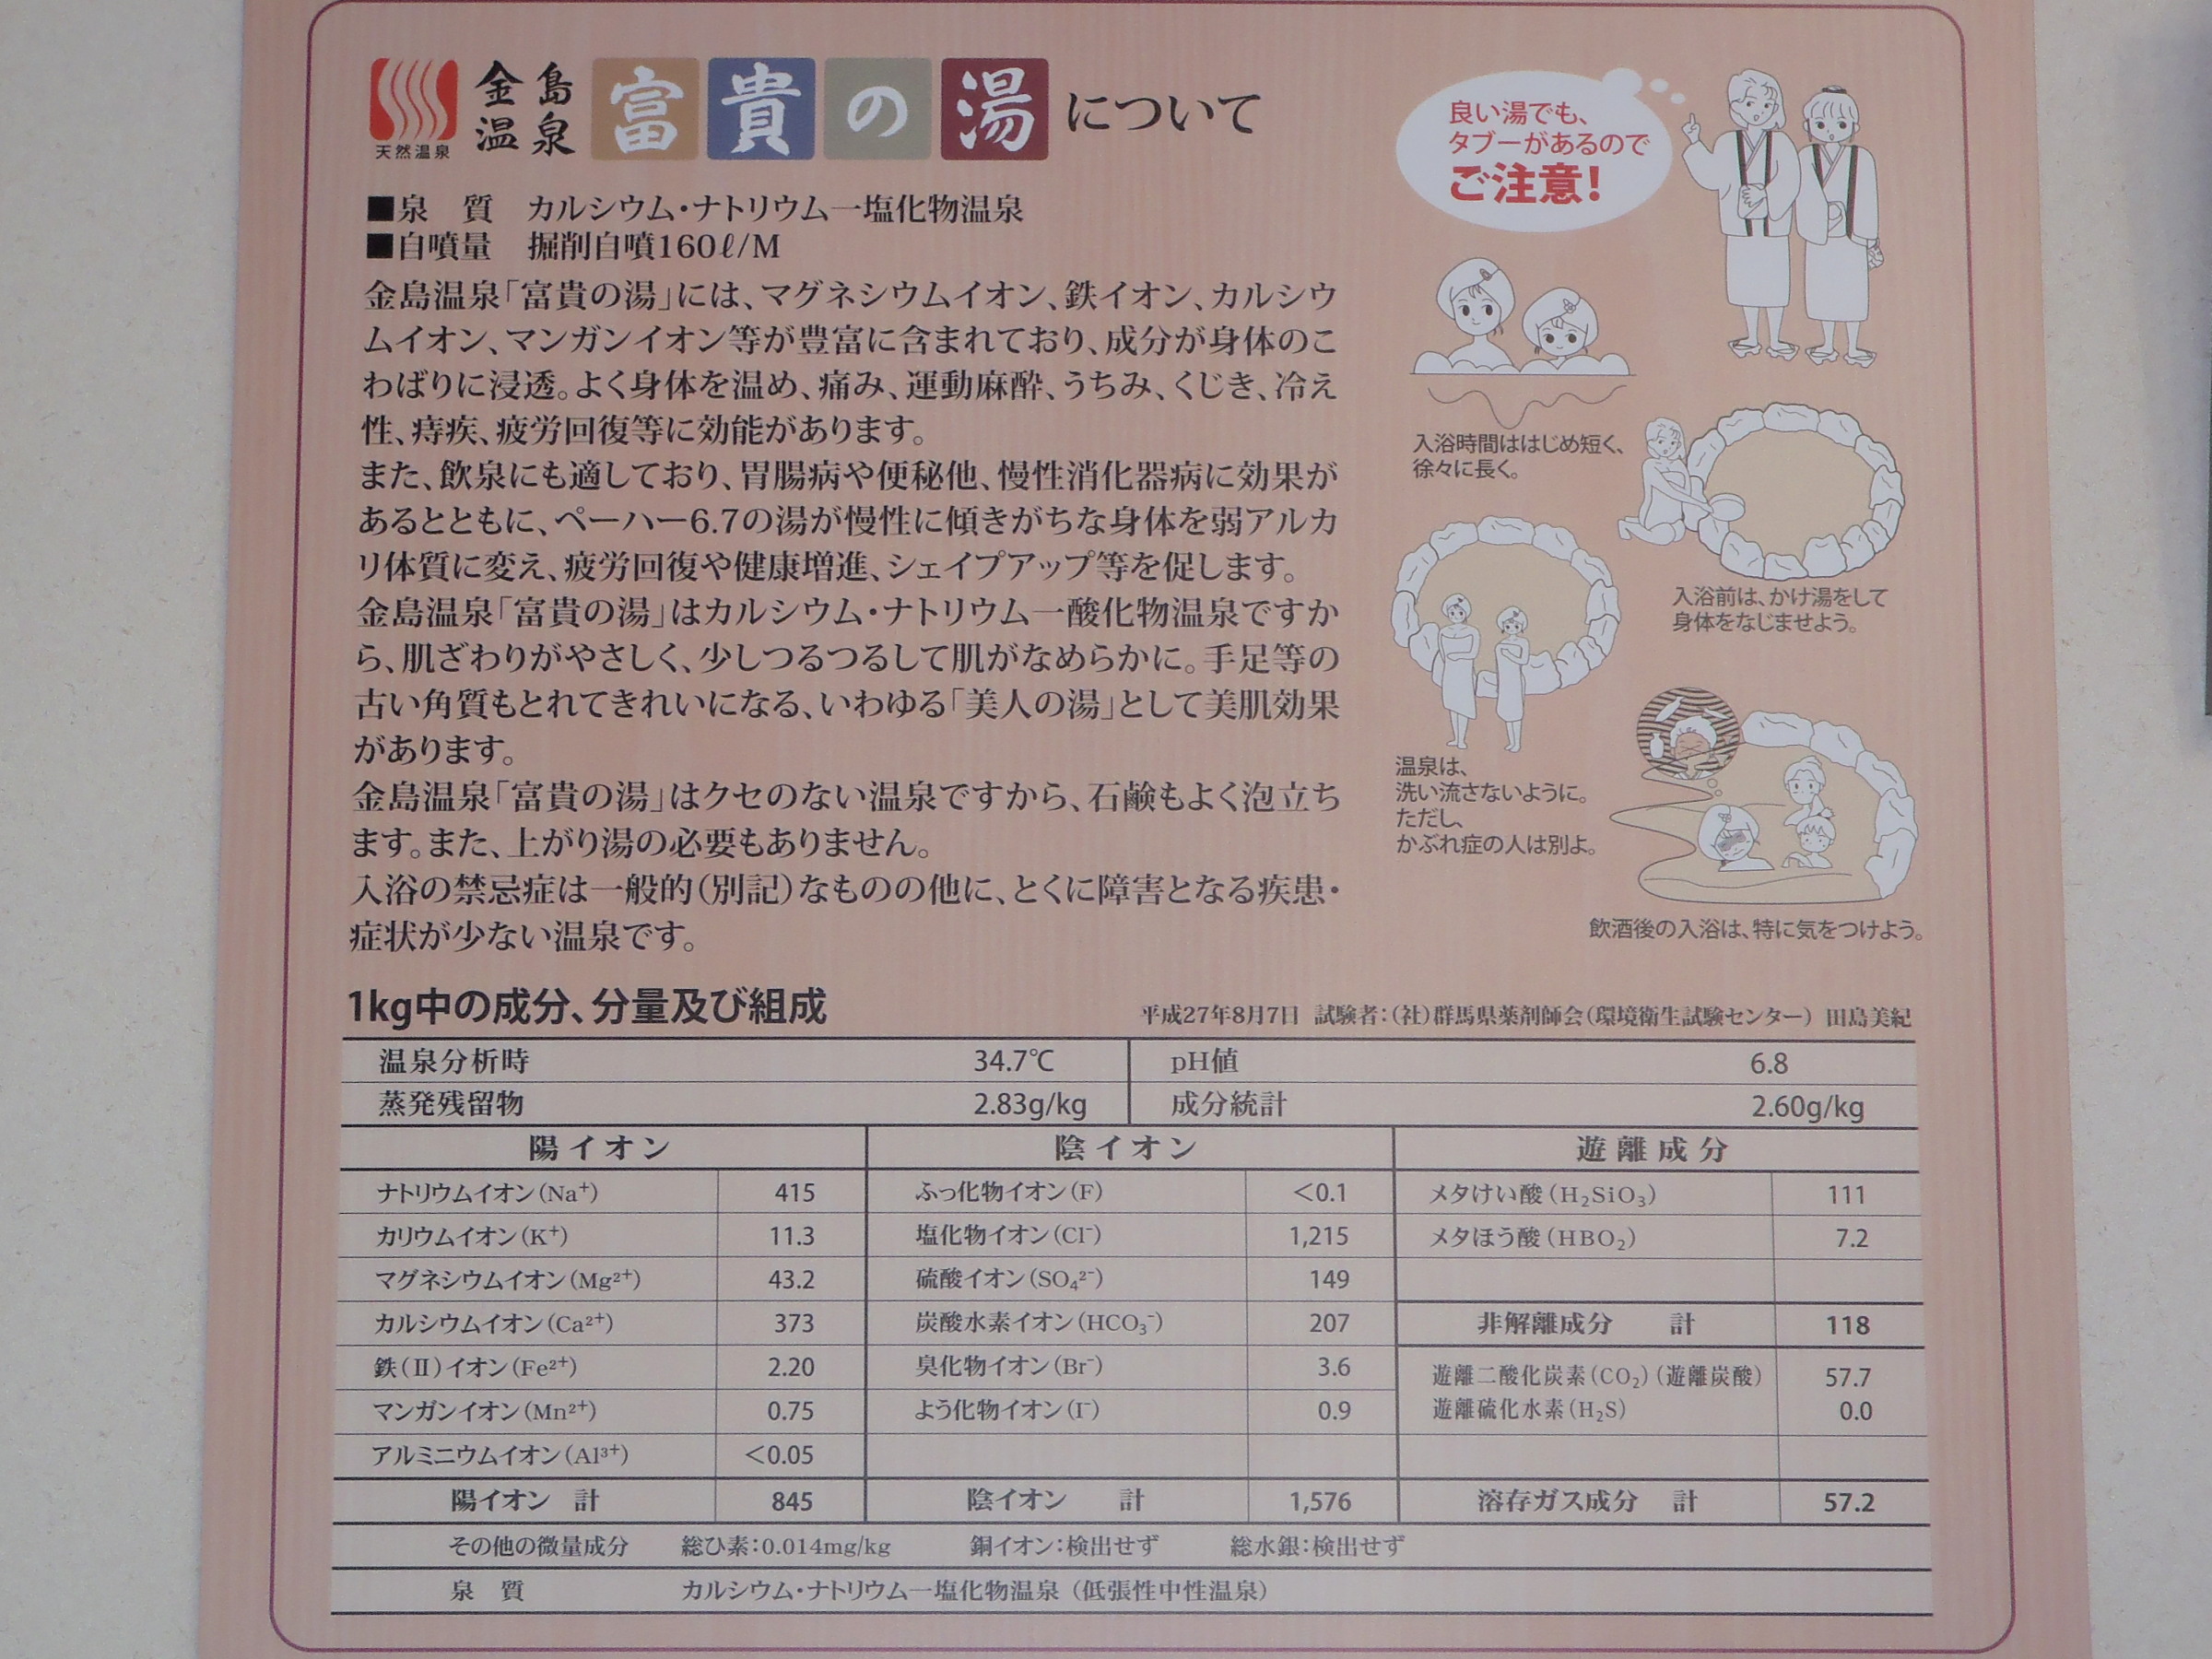 天然温泉
金島温泉 富貴の湯 について
■泉　質　カルシウム・ナトリウム一塩化物温泉
■自噴量　掘削自噴160ℓ/M
金島温泉「富貴の湯」には、マグネシウムイオン、鉄イオン、カルシウ
ムイオン、マンガンイオン等が豊富に含まれており、成分が身体のこ
わばりに浸透。よく身体を温め、痛み、運動麻酔、うちみ、くじき、冷え
性、痔疾、疲労回復等に効能があります。
また、飲泉にも適しており、胃腸病や便秘他、慢性消化器病に効果が
あるとともに、ペーハー6.7の湯が慢性に傾きがちな身体を弱アルカ
リ体質に変え、疲労回復や健康増進、シェイプアップ等を促します。
金島温泉「富貴の湯」はカルシウム・ナトリウム一酸化物温泉ですか
ら、肌ざわりがやさしく、少しつるつるして肌がなめらかに。手足等の
古い角質もとれてきれいになる、いわゆる「美人の湯」として美肌効果
があります。
金島温泉「富貴の湯」はクセのない温泉ですから、石鹸もよく泡立ち
ます。また、上がり湯の必要もありません。
入浴の禁忌症は一般的(別記)なものの他に、とくに障害となる疾患・
症状が少ない温泉です。
良い湯でも、
タブーがあるので
ご注意!
入浴時間ははじめ短く、
徐々に長く。
入浴前は、かけ湯をして
身体をなじませよう。
温泉は、
洗い流さないように。
ただし、
かぶれ症の人は別よ。
飲酒後の入浴は、特に気をつけよう。
1kg中の成分、分量及び組成
平成27年8月7日　試験者:(社)群馬県薬剤師会(環境衛生試験センター)　田島美紀
温泉分析時　34.7℃　pH値　6.8
蒸発残留物　2.83g/kg　成分統計　2.60g/kg
陽イオン　陰イオン　遊離成分
ナトリウムイオン(Na⁺)　415　ふっ化物イオン(F)　<0.1　メタけい酸(H₂SiO₃)　111
カリウムイオン(K⁺)　11.3　塩化物イオン(Cl⁻)　1,215　メタほう酸(HBO₂)　7.2
マグネシウムイオン(Mg²⁺)　43.2　硫酸イオン(SO₄²⁻)　149
カルシウムイオン(Ca²⁺)　373　炭酸水素イオン(HCO₃⁻)　207　非解離成分　計　118
鉄(Ⅱ)イオン(Fe²⁺)　2.20　臭化物イオン(Br⁻)　3.6　遊離二酸化炭素(CO₂)(遊離炭酸)　57.7
マンガンイオン(Mn²⁺)　0.75　よう化物イオン(I⁻)　0.9　遊離硫化水素(H₂S)　0.0
アルミニウムイオン(Al³⁺)　<0.05
陽イオン　計　845　陰イオン　計　1,576　溶存ガス成分　計　57.2
その他の微量成分　総ひ素:0.014mg/kg　銅イオン:検出せず　総水銀:検出せず
泉　質　カルシウム・ナトリウム一塩化物温泉（低張性中性温泉）